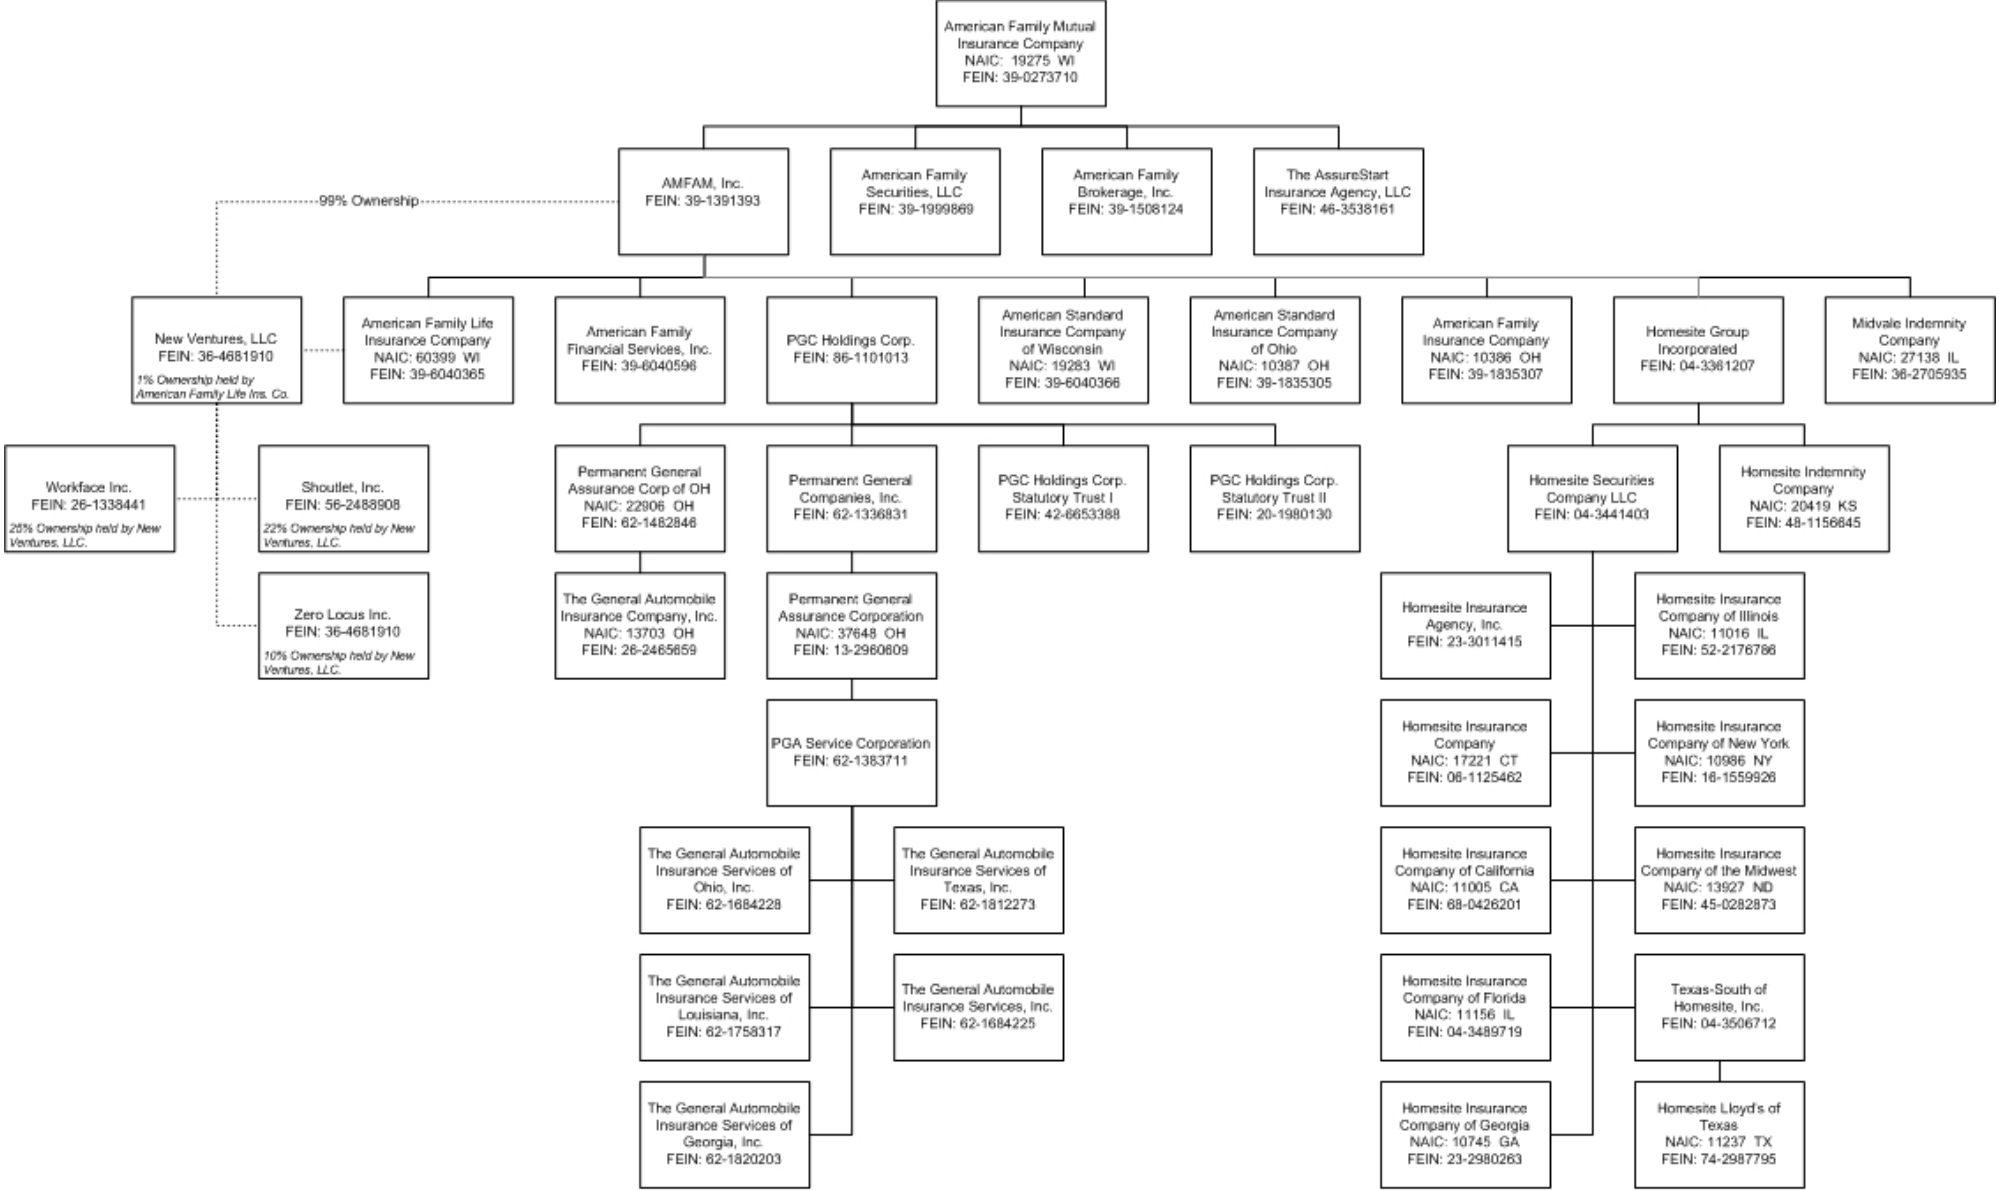 American Family Mutual
Insurance Company
NAIC: 19275 WI
FEIN: 39-0273710
AMFAM, Inc.
FEIN: 39-1391393
American Family
Securities, LLC
FEIN: 39-1999869
American Family
Brokerage, Inc.
FEIN: 39-1508124
The AssureStart
Insurance Agency, LLC
FEIN: 46-3538161
99% Ownership
New Ventures, LLC
FEIN: 36-4681910
1% Ownership held by
American Family Life Ins. Co.
American Family Life
Insurance Company
NAIC: 60399 WI
FEIN: 39-6040365
American Family
Financial Services, Inc.
FEIN: 39-6040596
PGC Holdings Corp.
FEIN: 86-1101013
American Standard
Insurance Company
of Wisconsin
NAIC: 19283 WI
FEIN: 39-6040366
American Standard
Insurance Company
of Ohio
NAIC: 10387 OH
FEIN: 39-1835305
American Family
Insurance Company
NAIC: 10386 OH
FEIN: 39-1835307
Homesite Group
Incorporated
FEIN: 04-3361207
Midvale Indemnity
Company
NAIC: 27138 IL
FEIN: 36-2705935
Workface Inc.
FEIN: 26-1338441
25% Ownership held by New
Ventures, LLC.
Shoutlet, Inc.
FEIN: 56-2488908
22% Ownership held by New
Ventures, LLC.
Permanent General
Assurance Corp of OH
NAIC: 22906 OH
FEIN: 62-1482846
Permanent General
Companies, Inc.
FEIN: 62-1336831
PGC Holdings Corp.
Statutory Trust I
FEIN: 42-6653388
PGC Holdings Corp.
Statutory Trust II
FEIN: 20-1980130
Homesite Securities
Company LLC
FEIN: 04-3441403
Homesite Indemnity
Company
NAIC: 20419 KS
FEIN: 48-1156645
Zero Locus Inc.
FEIN: 36-4681910
10% Ownership held by New
Ventures, LLC.
The General Automobile
Insurance Company, Inc.
NAIC: 13703 OH
FEIN: 26-2465659
Permanent General
Assurance Corporation
NAIC: 37648 OH
FEIN: 13-2960609
Homesite Insurance
Agency, Inc.
FEIN: 23-3011415
Homesite Insurance
Company of Illinois
NAIC: 11016 IL
FEIN: 52-2176786
PGA Service Corporation
FEIN: 62-1383711
Homesite Insurance
Company
NAIC: 17221 CT
FEIN: 06-1125462
Homesite Insurance
Company of New York
NAIC: 10986 NY
FEIN: 16-1559926
The General Automobile
Insurance Services of
Ohio, Inc.
FEIN: 62-1684228
The General Automobile
Insurance Services of
Texas, Inc.
FEIN: 62-1812273
Homesite Insurance
Company of California
NAIC: 11005 CA
FEIN: 68-0426201
Homesite Insurance
Company of the Midwest
NAIC: 13927 ND
FEIN: 45-0282873
The General Automobile
Insurance Services of
Louisiana, Inc.
FEIN: 62-1758317
The General Automobile
Insurance Services, Inc.
FEIN: 62-1684225
Homesite Insurance
Company of Florida
NAIC: 11156 IL
FEIN: 04-3489719
Texas-South of
Homesite, Inc.
FEIN: 04-3506712
The General Automobile
Insurance Services of
Georgia, Inc.
FEIN: 62-1820203
Homesite Insurance
Company of Georgia
NAIC: 10745 GA
FEIN: 23-2980263
Homesite Lloyd's of
Texas
NAIC: 11237 TX
FEIN: 74-2987795